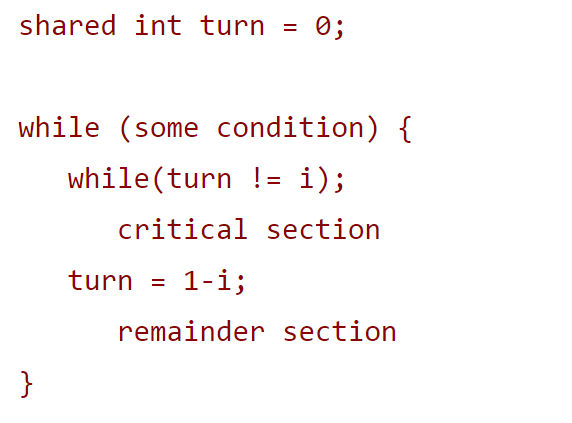 shared int turn = 0;
while (some condition) {
while(turn != i);
critical section
turn = 1-i;
remainder section
}